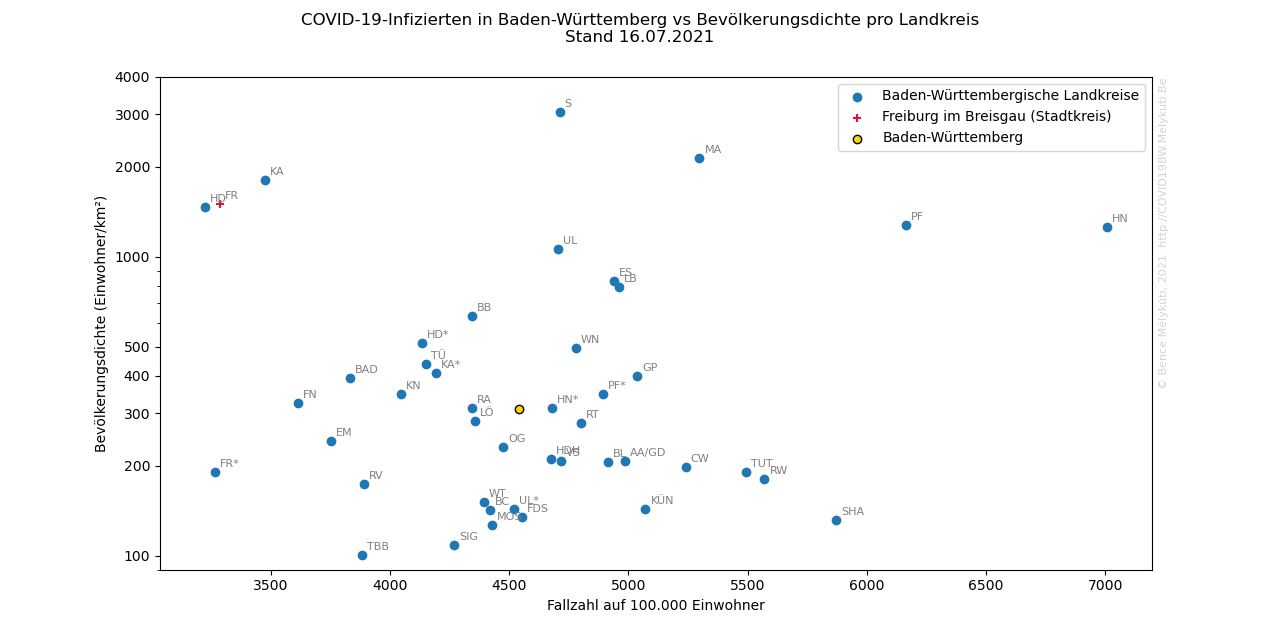 COVID-19-Infizierten in Baden-Württemberg vs Bevölkerungsdichte pro Landkreis
Stand 16.07.2021
Baden-Württembergische Landkreise
Freiburg im Breisgau (Stadtkreis)
Baden-Württemberg
© Bence Mélykúti, 2021. http://COVID19BW.Melykuti.Be
Bevölkerungsdichte (Einwohner/km²)
4000
3000
2000
1000
500
400
300
200
100
S
MA
KA
HD
FR
PF
HN
UL
ES
LB
BB
HD*
WN
TÜ
KA*
GP
BAD
KN
PF*
FN
RA
HN*
LÖ
RT
EM
OG
HDH
VS
BL
AA/GD
CW
TUT
RW
FR*
RV
WT
BC
UL*
FDS
KÜN
MOS
SHA
SIG
TBB
3500
4000
4500
5000
5500
6000
6500
7000
Fallzahl auf 100.000 Einwohner